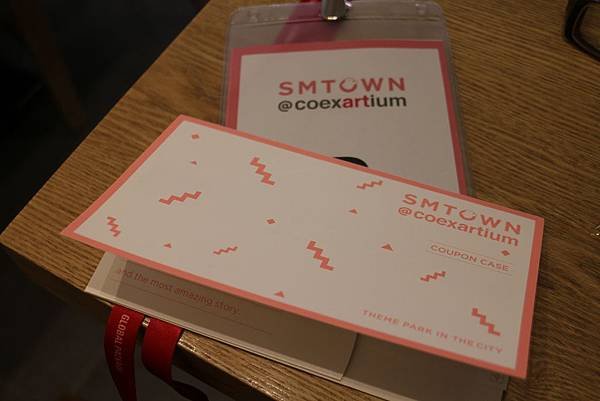 SMTOWN
@coexartium
SMTOWN
@coexartium
COUPON CASE
THEME PARK IN THE CITY
and the most amazing story
GLOBAL